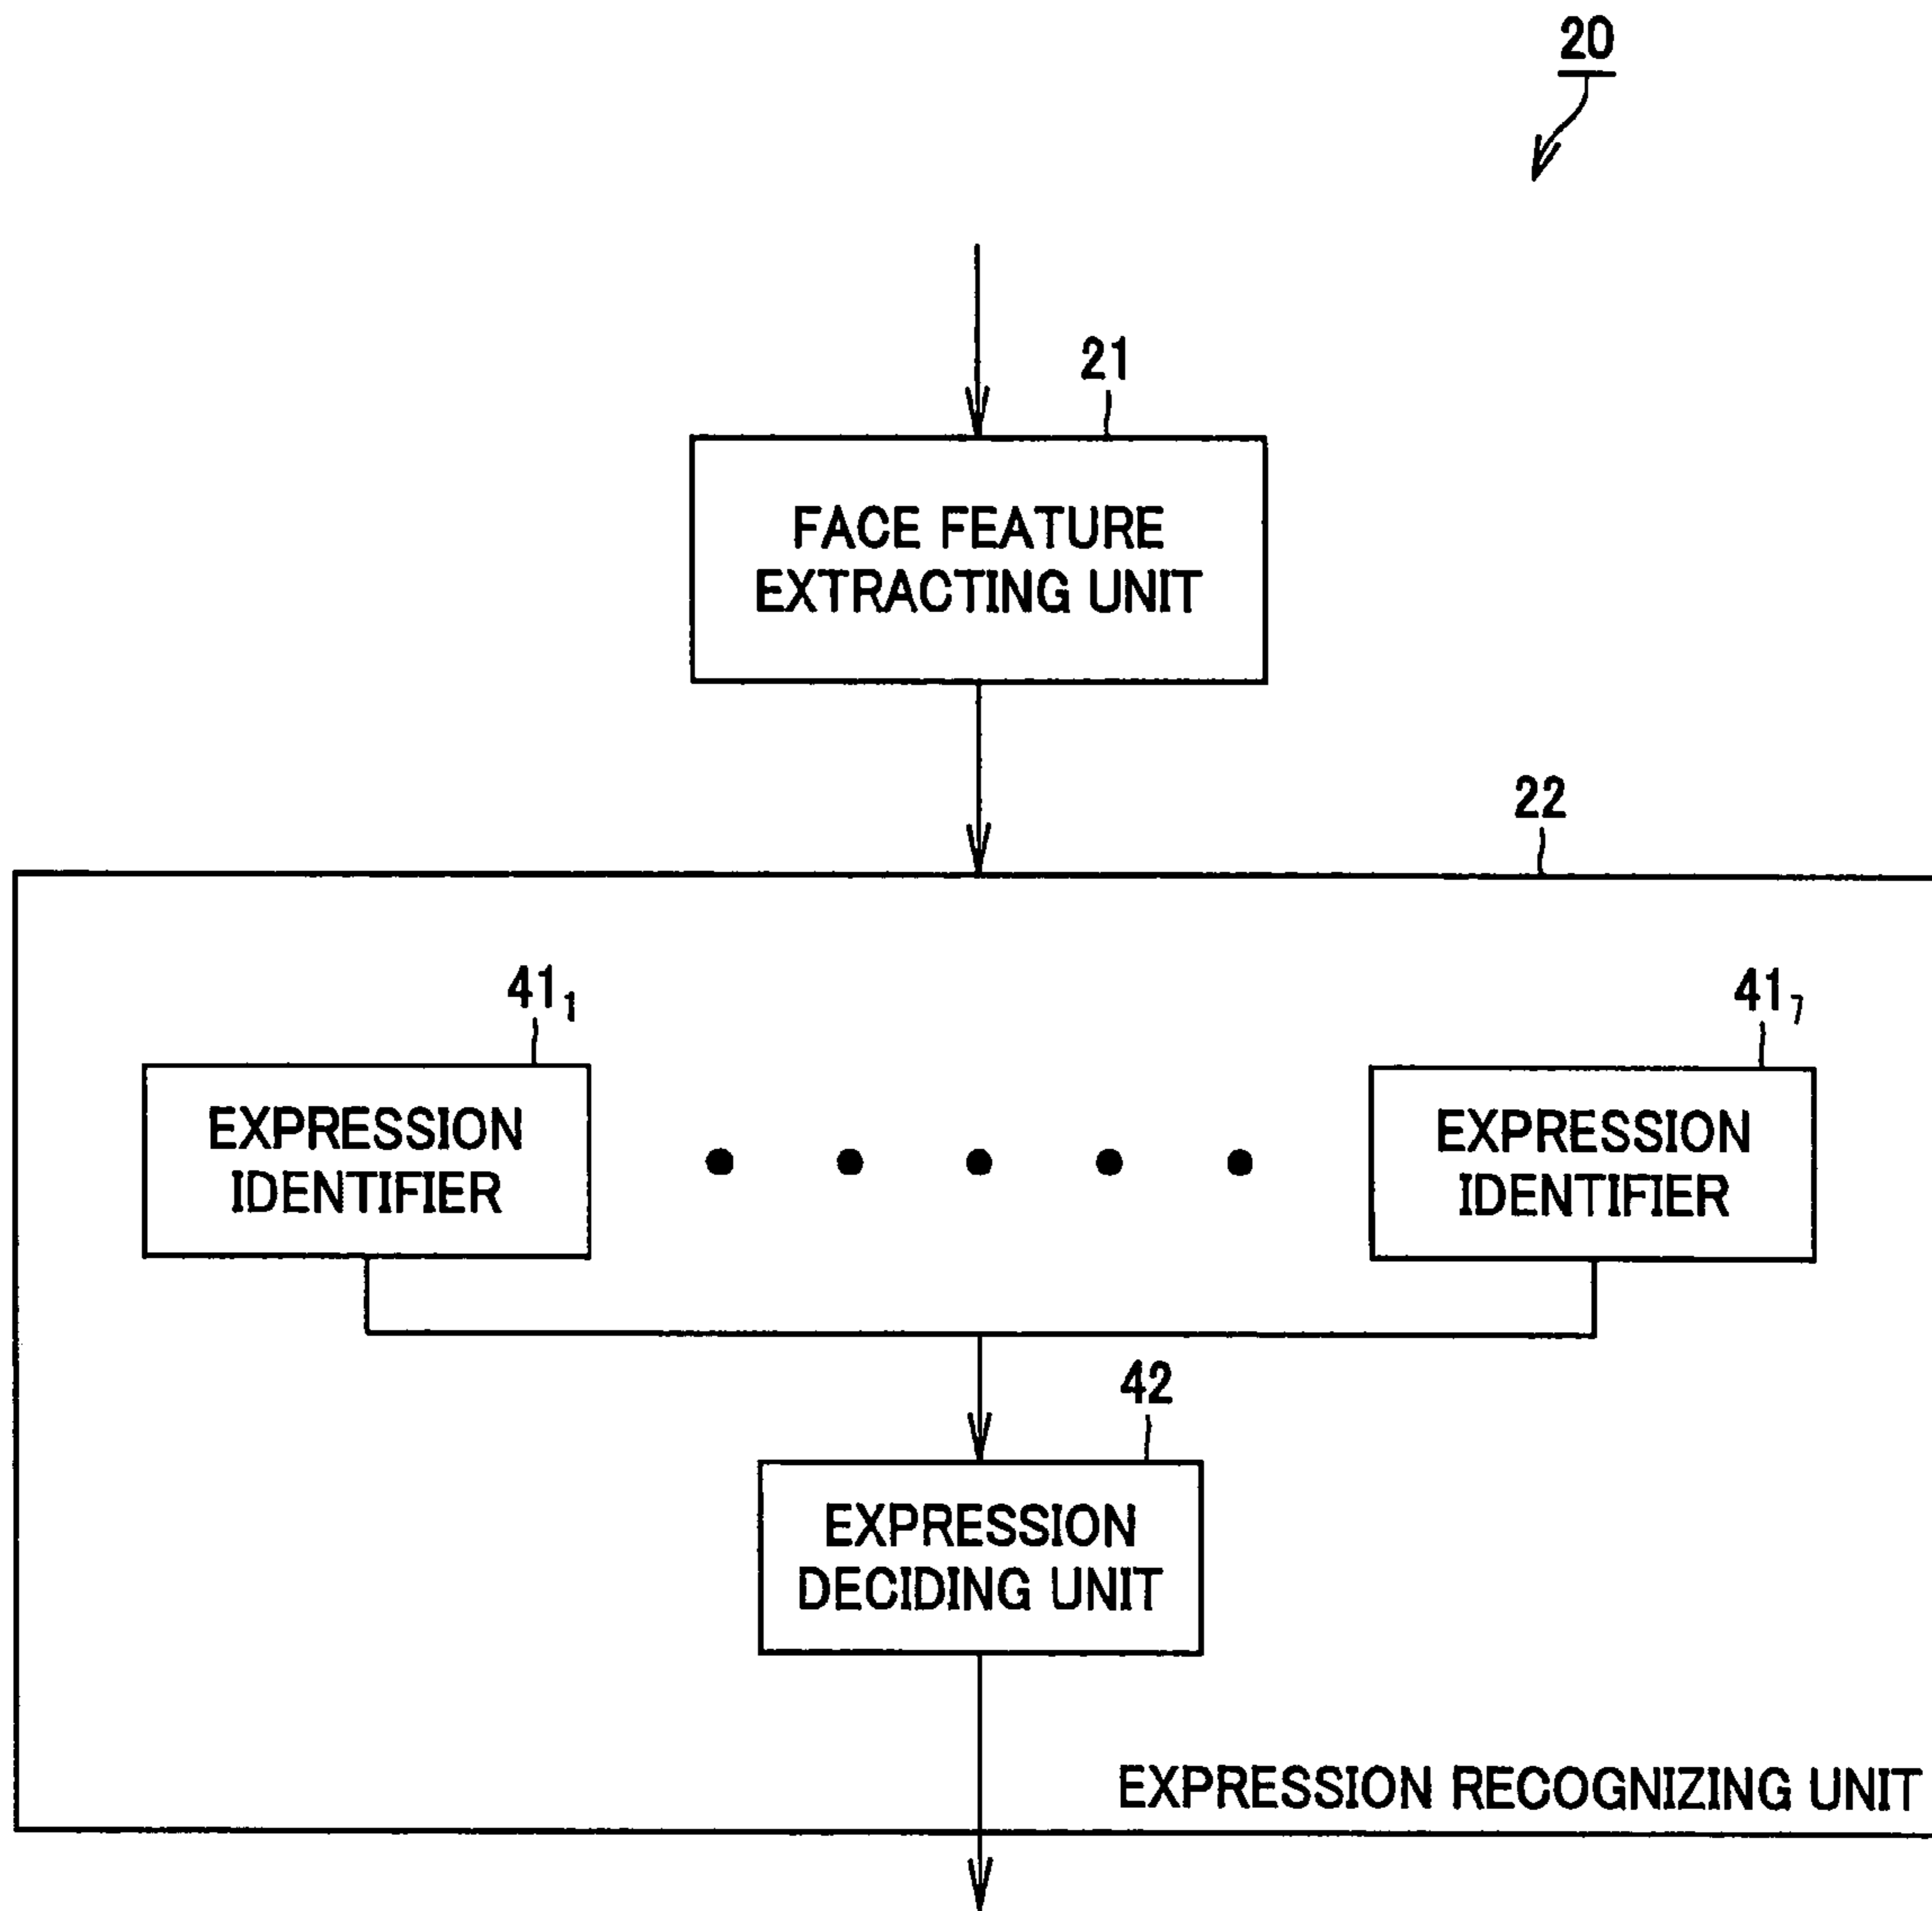 20
21
FACE FEATURE
EXTRACTING UNIT
22
41₁
41₇
EXPRESSION
IDENTIFIER
EXPRESSION
IDENTIFIER
42
EXPRESSION
DECIDING UNIT
EXPRESSION RECOGNIZING UNIT